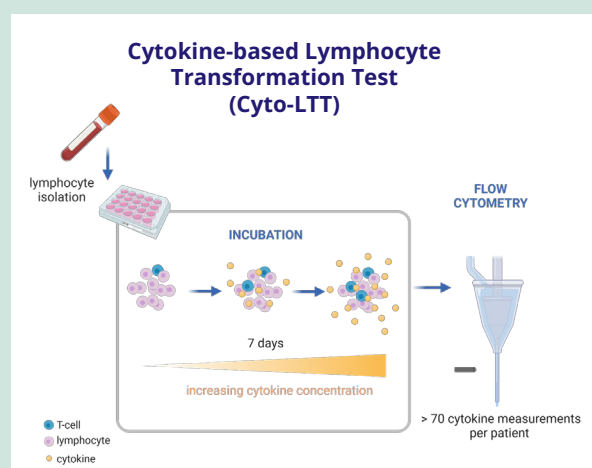 Cytokine-based Lymphocyte
Transformation Test
(Cyto-LTT)
lymphocyte
isolation
FLOW
CYTOMETRY
INCUBATION
7 days
increasing cytokine concentration
> 70 cytokine measurements
per patient
T-cell
lymphocyte
cytokine